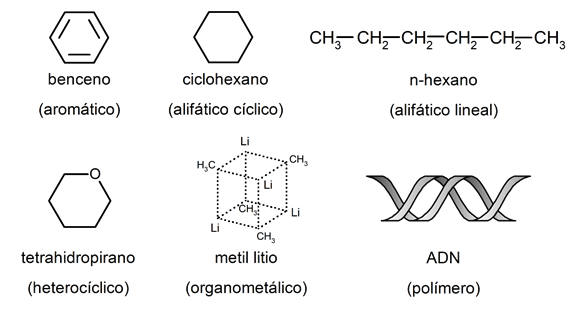 CH3—CH2—CH2—CH2—CH2—CH3
benceno
(aromático)
ciclohexano
(alifático cíclico)
n-hexano
(alifático lineal)
O
tetrahidropirano
(heterocíclico)
Li
H3C
CH3
Li
CH3
Li
Li
CH3
metil litio
(organometálico)
ADN
(polímero)